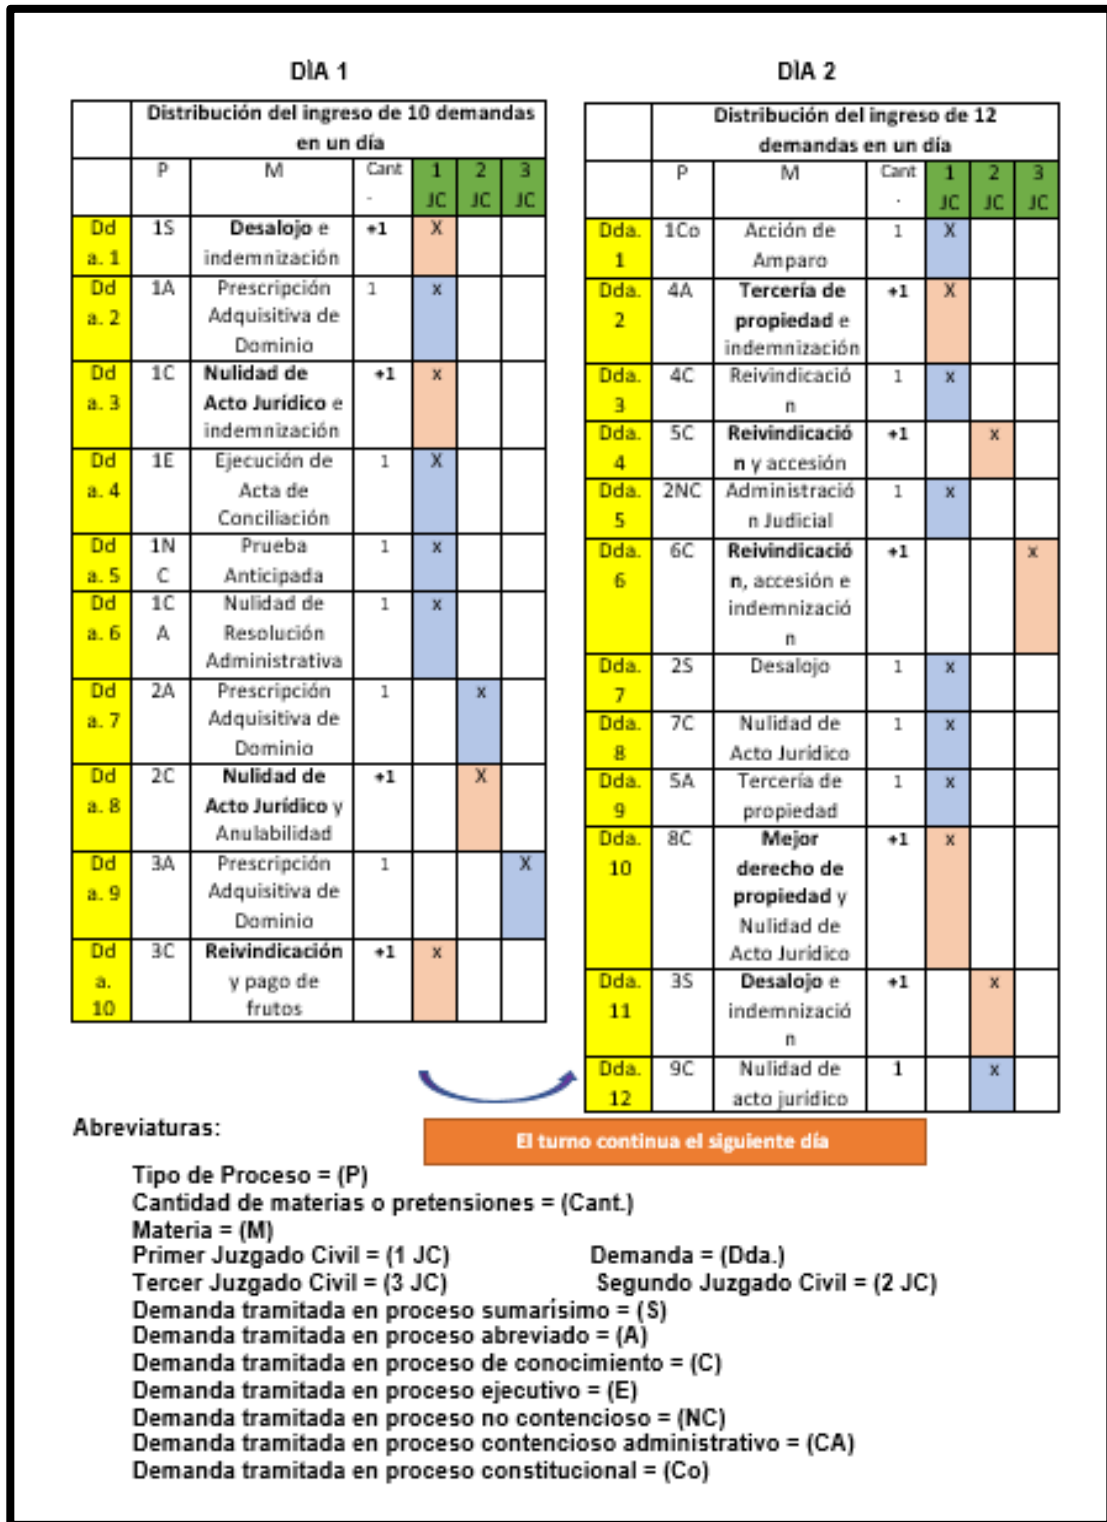 DÌA 1
Distribución del ingreso de 10 demandas
en un día
P M Cant 1 2 3
- JC JC JC
Dd 1S Desalojo e +1 X
a. 1 indemnización
Dd 1A Prescripción 1 x
a. 2 Adquisitiva de
Dominio
Dd 1C Nulidad de +1 x
a. 3 Acto Jurídico e
indemnización
Dd 1E Ejecución de 1 X
a. 4 Acta de
Conciliación
Dd 1N Prueba 1 x
a. 5 C Anticipada
Dd 1C Nulidad de 1 x
a. 6 A Resolución
Administrativa
Dd 2A Prescripción 1 x
a. 7 Adquisitiva de
Dominio
Dd 2C Nulidad de +1 X
a. 8 Acto Jurídico y
Anulabilidad
Dd 3A Prescripción 1 X
a. 9 Adquisitiva de
Dominio
Dd 3C Reivindicación +1 x
a. y pago de
10 frutos
DÌA 2
Distribución del ingreso de 12
demandas en un día
P M Cant 1 2 3
. JC JC JC
Dda. 1Co Acción de 1 X
1 Amparo
Dda. 4A Tercería de +1 X
2 propiedad e
indemnización
Dda. 4C Reivindicació 1 x
3 n
Dda. 5C Reivindicació +1 x
4 n y accesión
Dda. 2NC Administració 1 x
5 n Judicial
Dda. 6C Reivindicació +1 x
6 n, accesión e
indemnizació
n
Dda. 2S Desalojo 1 x
7
Dda. 7C Nulidad de 1 x
8 Acto Jurídico
Dda. 5A Tercería de 1 x
9 propiedad
Dda. 8C Mejor +1 x
10 derecho de
propiedad y
Nulidad de
Acto Jurídico
Dda. 3S Desalojo e +1 x
11 indemnizació
n
Dda. 9C Nulidad de 1 x
12 acto jurídico
El turno continua el siguiente día
Abreviaturas:
Tipo de Proceso = (P)
Cantidad de materias o pretensiones = (Cant.)
Materia = (M)
Primer Juzgado Civil = (1 JC) Demanda = (Dda.)
Tercer Juzgado Civil = (3 JC) Segundo Juzgado Civil = (2 JC)
Demanda tramitada en proceso sumarísimo = (S)
Demanda tramitada en proceso abreviado = (A)
Demanda tramitada en proceso de conocimiento = (C)
Demanda tramitada en proceso ejecutivo = (E)
Demanda tramitada en proceso no contencioso = (NC)
Demanda tramitada en proceso contencioso administrativo = (CA)
Demanda tramitada en proceso constitucional = (Co)